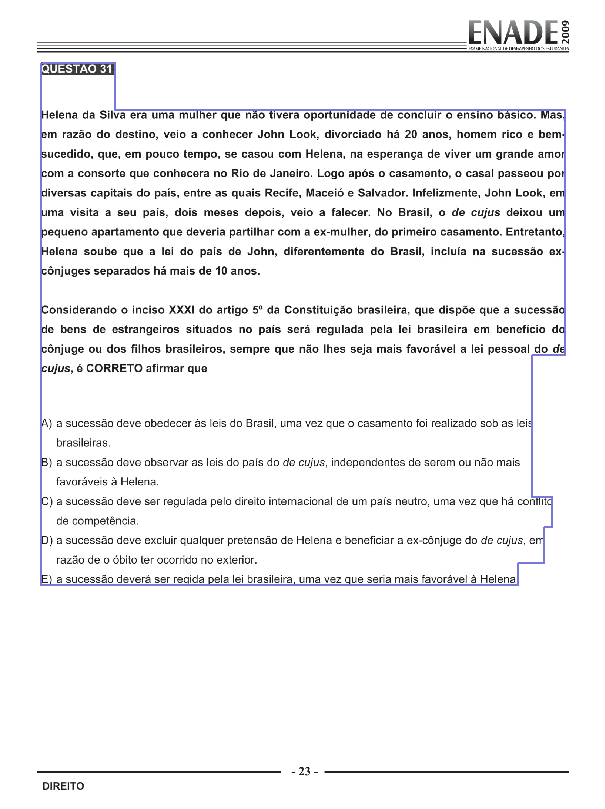 ENADE 2009
EXAME NACIONAL DE DESEMPENHO DOS ESTUDANTES
QUESTÃO 31
Helena da Silva era uma mulher que não tivera oportunidade de concluir o ensino básico. Mas,
em razão do destino, veio a conhecer John Look, divorciado há 20 anos, homem rico e bem-
sucedido, que, em pouco tempo, se casou com Helena, na esperança de viver um grande amor
com a consorte que conhecera no Rio de Janeiro. Logo após o casamento, o casal passeou por
diversas capitais do país, entre as quais Recife, Maceió e Salvador. Infelizmente, John Look, em
uma visita a seu país, dois meses depois, veio a falecer. No Brasil, o de cujus deixou um
pequeno apartamento que deveria partilhar com a ex-mulher, do primeiro casamento. Entretanto,
Helena soube que a lei do país de John, diferentemente do Brasil, incluía na sucessão ex-
cônjuges separados há mais de 10 anos.
Considerando o inciso XXXI do artigo 5º da Constituição brasileira, que dispõe que a sucessão
de bens de estrangeiros situados no país será regulada pela lei brasileira em benefício do
cônjuge ou dos filhos brasileiros, sempre que não lhes seja mais favorável a lei pessoal do de
cujus, é CORRETO afirmar que
A) a sucessão deve obedecer às leis do Brasil, uma vez que o casamento foi realizado sob as leis
brasileiras.
B) a sucessão deve observar as leis do país do de cujus, independentes de serem ou não mais
favoráveis à Helena.
C) a sucessão deve ser regulada pelo direito internacional de um país neutro, uma vez que há conflito
de competência.
D) a sucessão deve excluir qualquer pretensão de Helena e beneficiar a ex-cônjuge do de cujus, em
razão de o óbito ter ocorrido no exterior.
E) a sucessão deverá ser regida pela lei brasileira, uma vez que seria mais favorável à Helena.
- 23 -
DIREITO